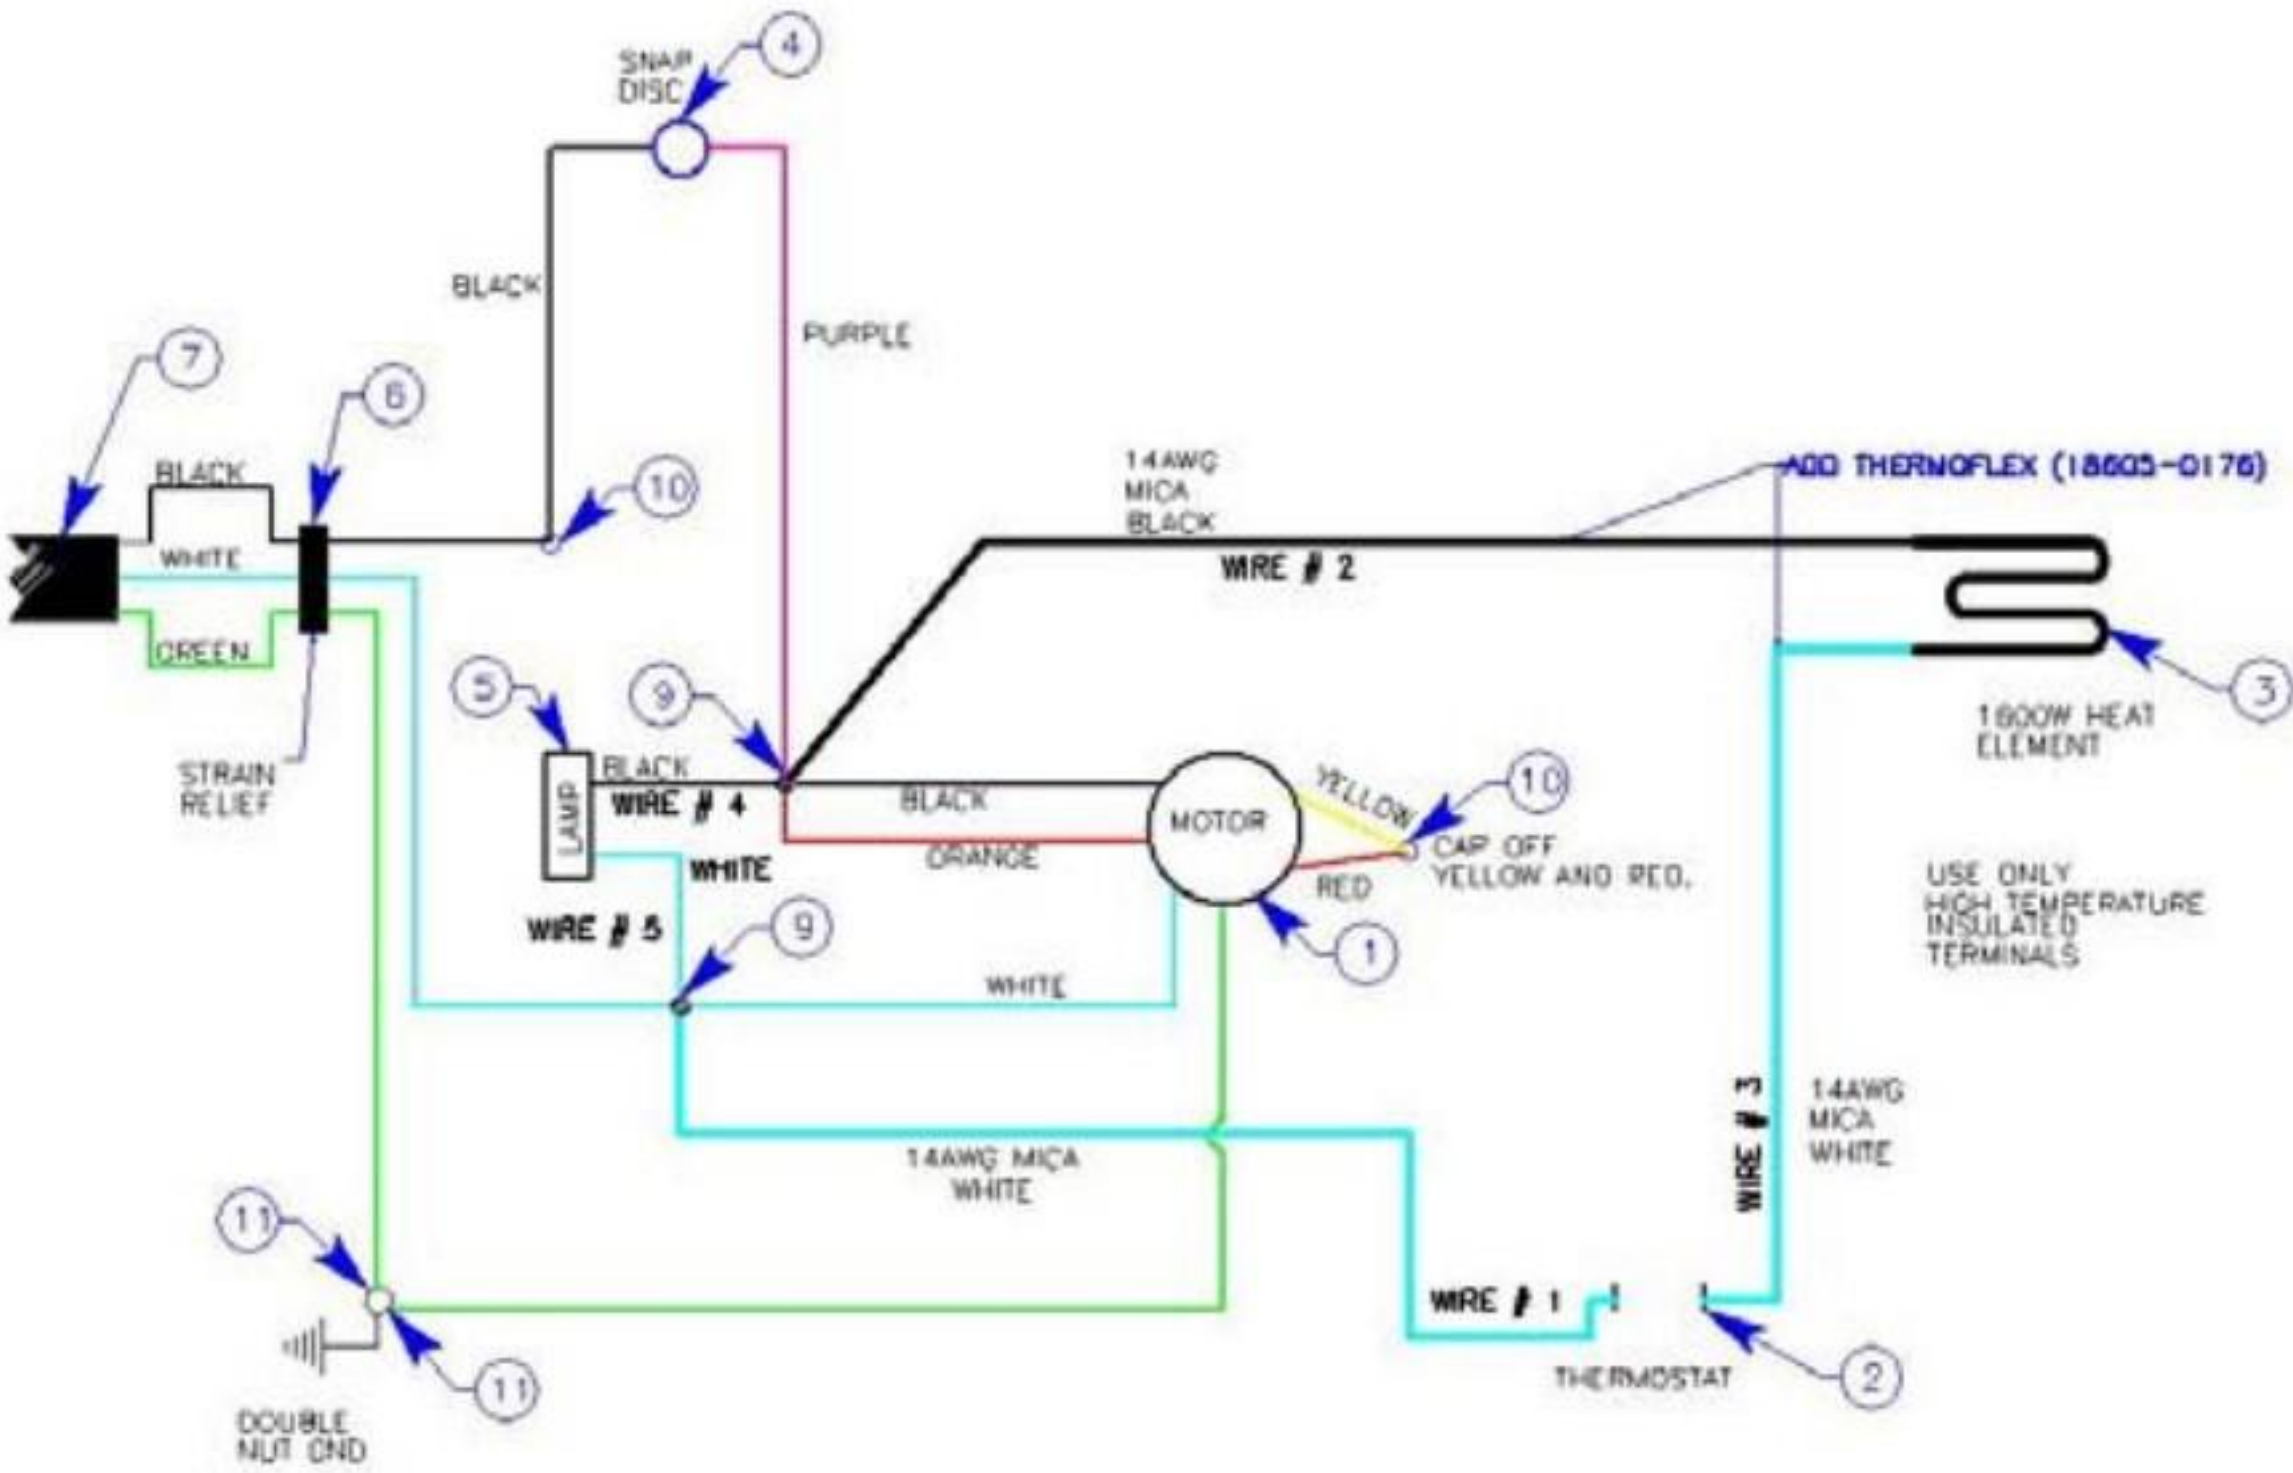 4
SNAP
DISC
BLACK
PURPLE
7
6
10
BLACK
WHITE
GREEN
STRAIN
RELIEF
14AWG
MICA
BLACK
WIRE # 2
ADD THERMOFLEX (18605-0176)
3
1800W HEAT
ELEMENT
5
9
LAMP
BLACK
WIRE # 4
BLACK
ORANGE
MOTOR
YELLOW
RED
10
CAP OFF
YELLOW AND RED.
WHITE
WIRE # 5
9
WHITE
1
USE ONLY
HIGH TEMPERATURE
INSULATED
TERMINALS
14AWG MICA
WHITE
WIRE # 3
14AWG
MICA
WHITE
11
11
DOUBLE
NUT GND
WIRE # 1
THERMOSTAT
2